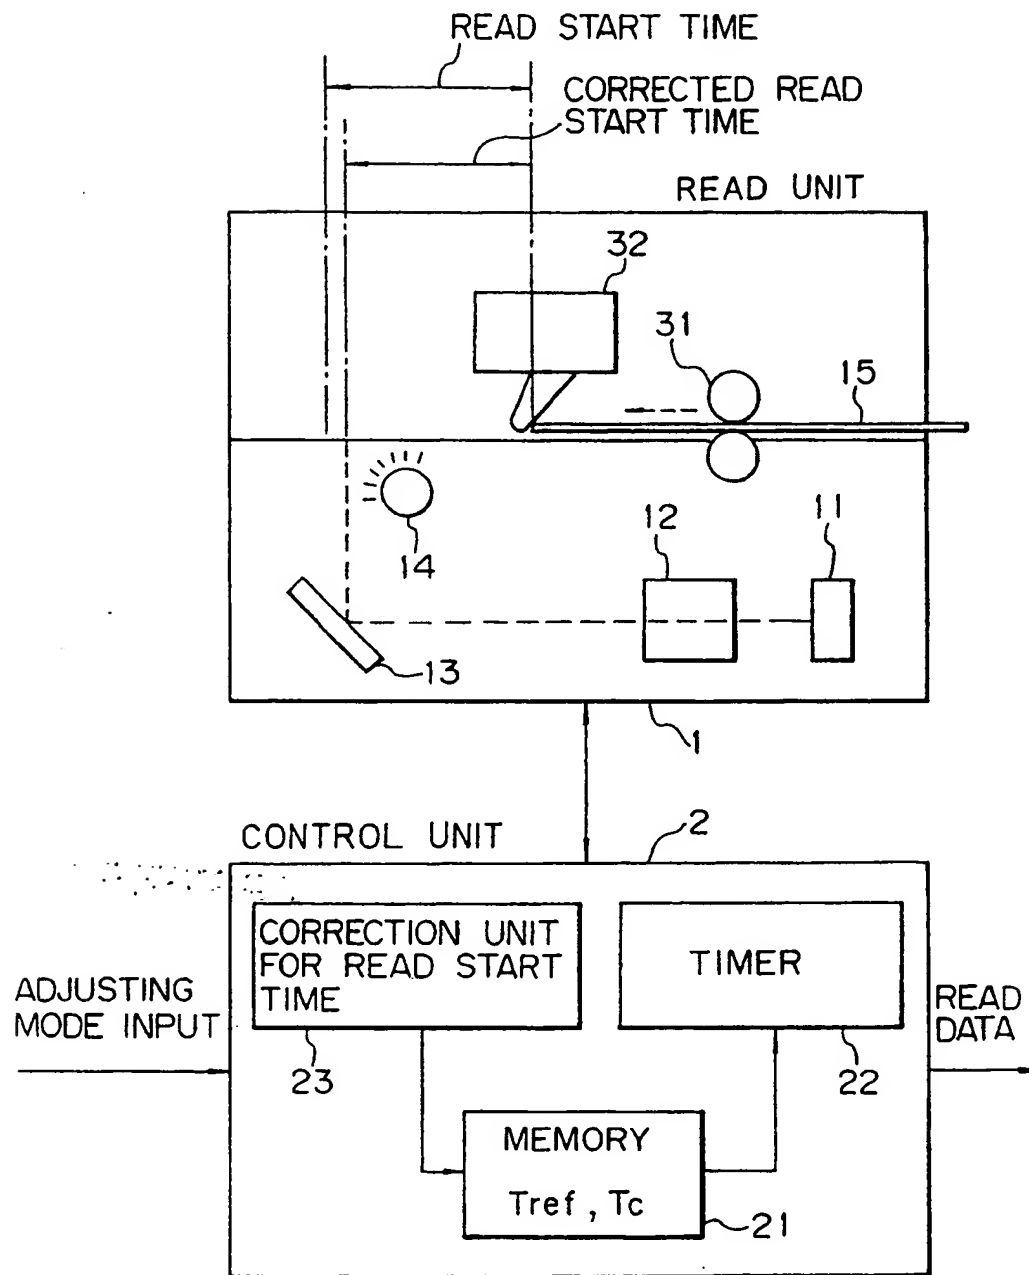 READ START TIME
CORRECTED READ
START TIME
READ UNIT
32
31
15
14
12
11
13
1
CONTROL UNIT
2
CORRECTION UNIT
FOR READ START
TIME
TIMER
ADJUSTING
MODE INPUT
READ
DATA
23
22
MEMORY
Tref , Tc
21